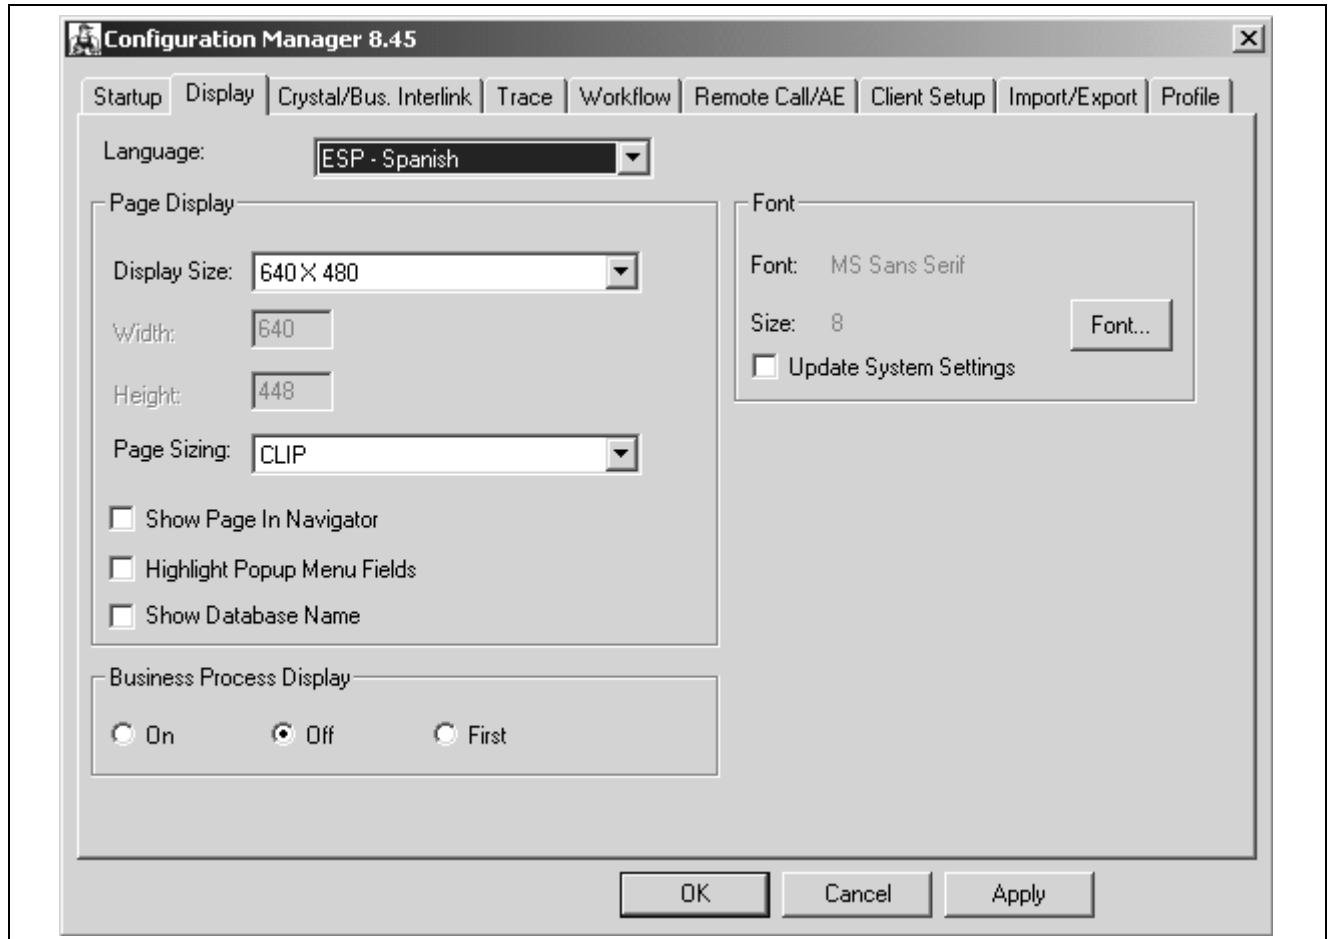 Configuration Manager 8.45
Startup Display Crystal/Bus. Interlink Trace Workflow Remote Call/AE Client Setup Import/Export Profile
Language: ESP - Spanish
Page Display
Display Size: 640 X 480
Width: 640
Height: 448
Page Sizing: CLIP
Show Page In Navigator
Highlight Popup Menu Fields
Show Database Name
Font
Font: MS Sans Serif
Size: 8 Font...
Update System Settings
Business Process Display
On Off First
OK Cancel Apply